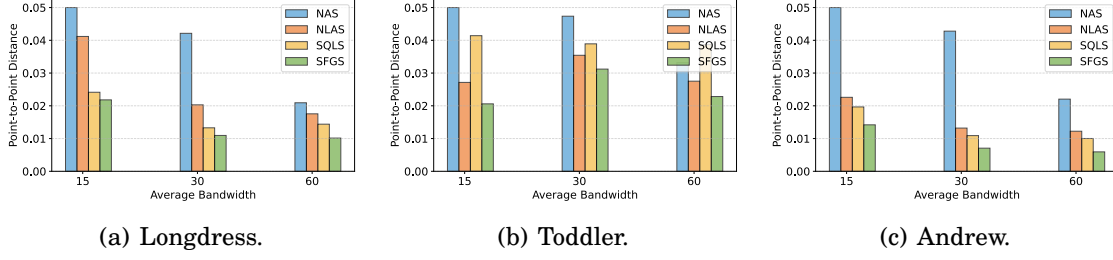 Point-to-Point Distance
0.05
0.04
0.03
0.02
0.01
0.00
NAS
NLAS
SQLS
SFGS
15 30 60
Average Bandwidth
(a) Longdress.
Point-to-Point Distance
0.05
0.04
0.03
0.02
0.01
0.00
NAS
NLAS
SQLS
SFGS
15 30 60
Average Bandwidth
(b) Toddler.
Point-to-Point Distance
0.05
0.04
0.03
0.02
0.01
0.00
NAS
NLAS
SQLS
SFGS
15 30 60
Average Bandwidth
(c) Andrew.